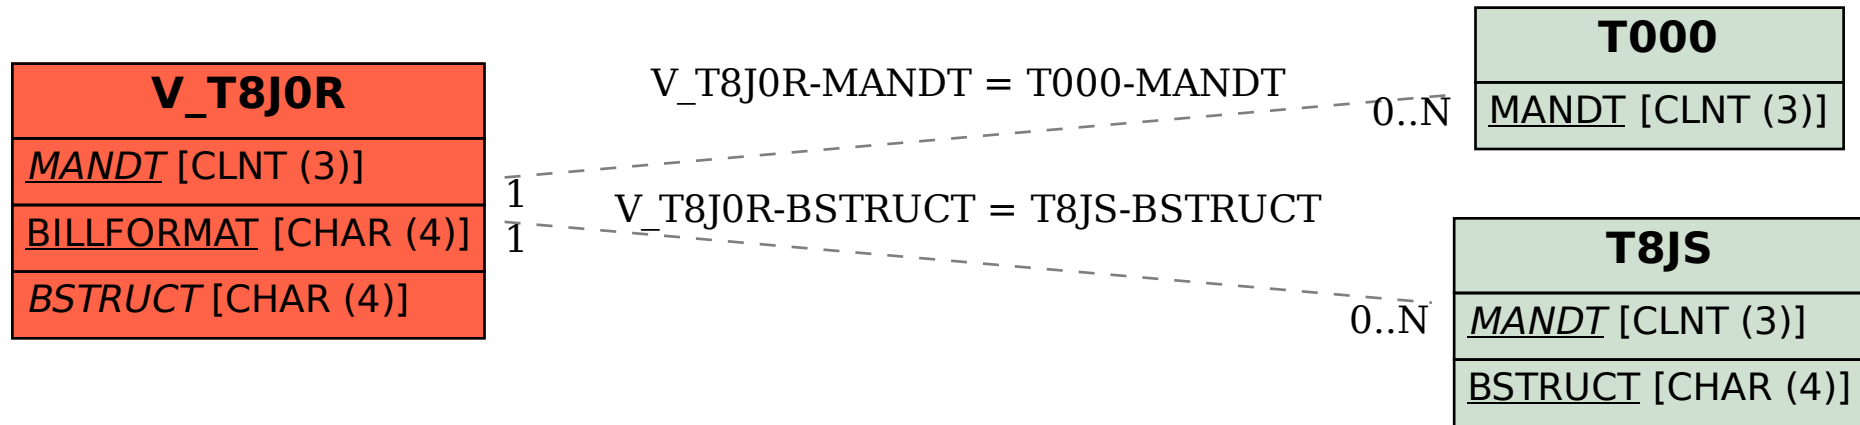 V_T8J0R
MANDT [CLNT (3)]
BILLFORMAT [CHAR (4)]
BSTRUCT [CHAR (4)]
V_T8J0R-MANDT = T000-MANDT
1
0..N
V_T8J0R-BSTRUCT = T8JS-BSTRUCT
1
0..N
T000
MANDT [CLNT (3)]
T8JS
MANDT [CLNT (3)]
BSTRUCT [CHAR (4)]